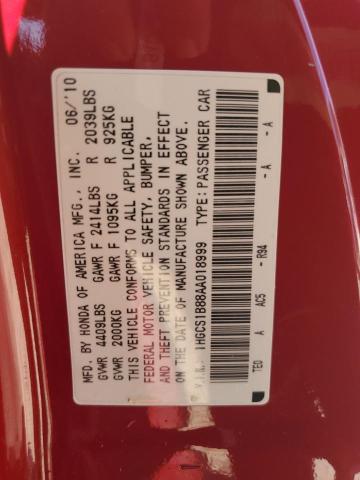 MFD. BY HONDA OF AMERICA MFG., INC. 06/'10
GVWR 4409LBS GAWR F 2414LBS R 2039LBS
GVWR 2000KG GAWR F 1095KG R 925KG
THIS VEHICLE CONFORMS TO ALL APPLICABLE
FEDERAL MOTOR VEHICLE SAFETY, BUMPER,
AND THEFT PREVENTION STANDARDS IN EFFECT
ON THE DATE OF MANUFACTURE SHOWN ABOVE.
V.I.N. 1HGCS1B88AA018999 TYPE: PASSENGER CAR
TED A AC5 - R94 - A - A